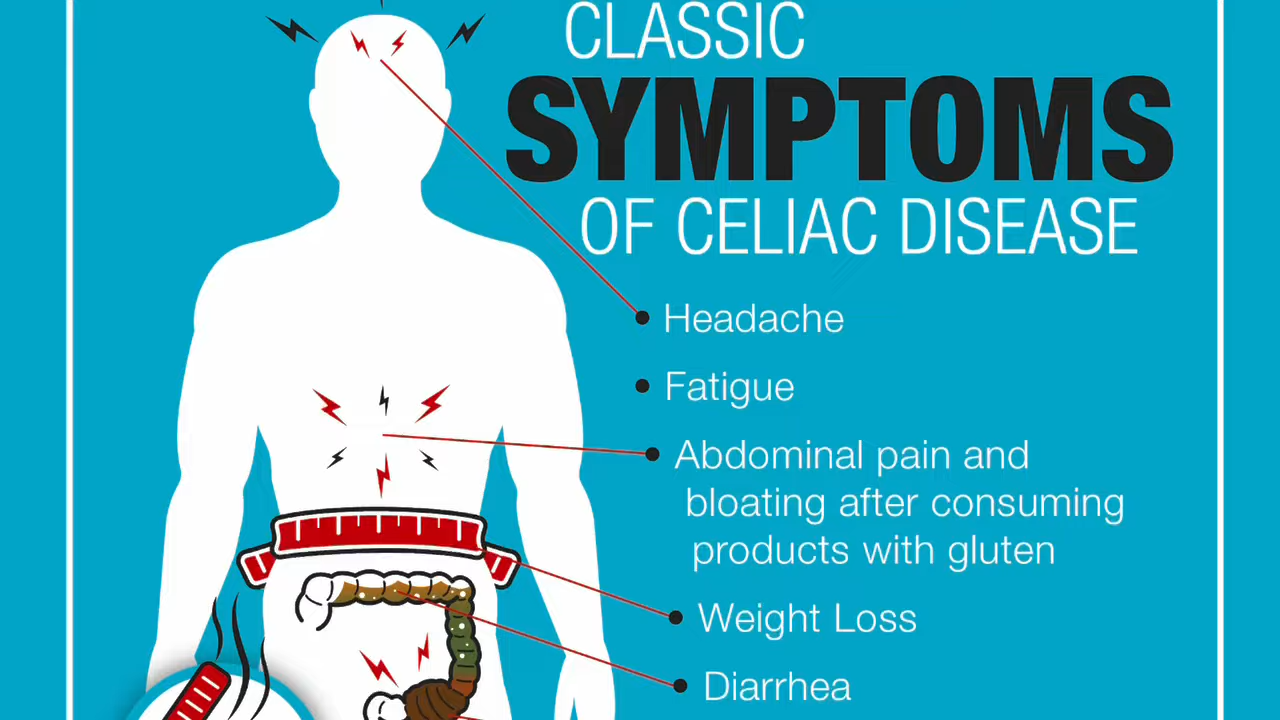 CLASSIC
SYMPTOMS
OF CELIAC DISEASE
Headache
Fatigue
Abdominal pain and
bloating after consuming
products with gluten
Weight Loss
Diarrhea